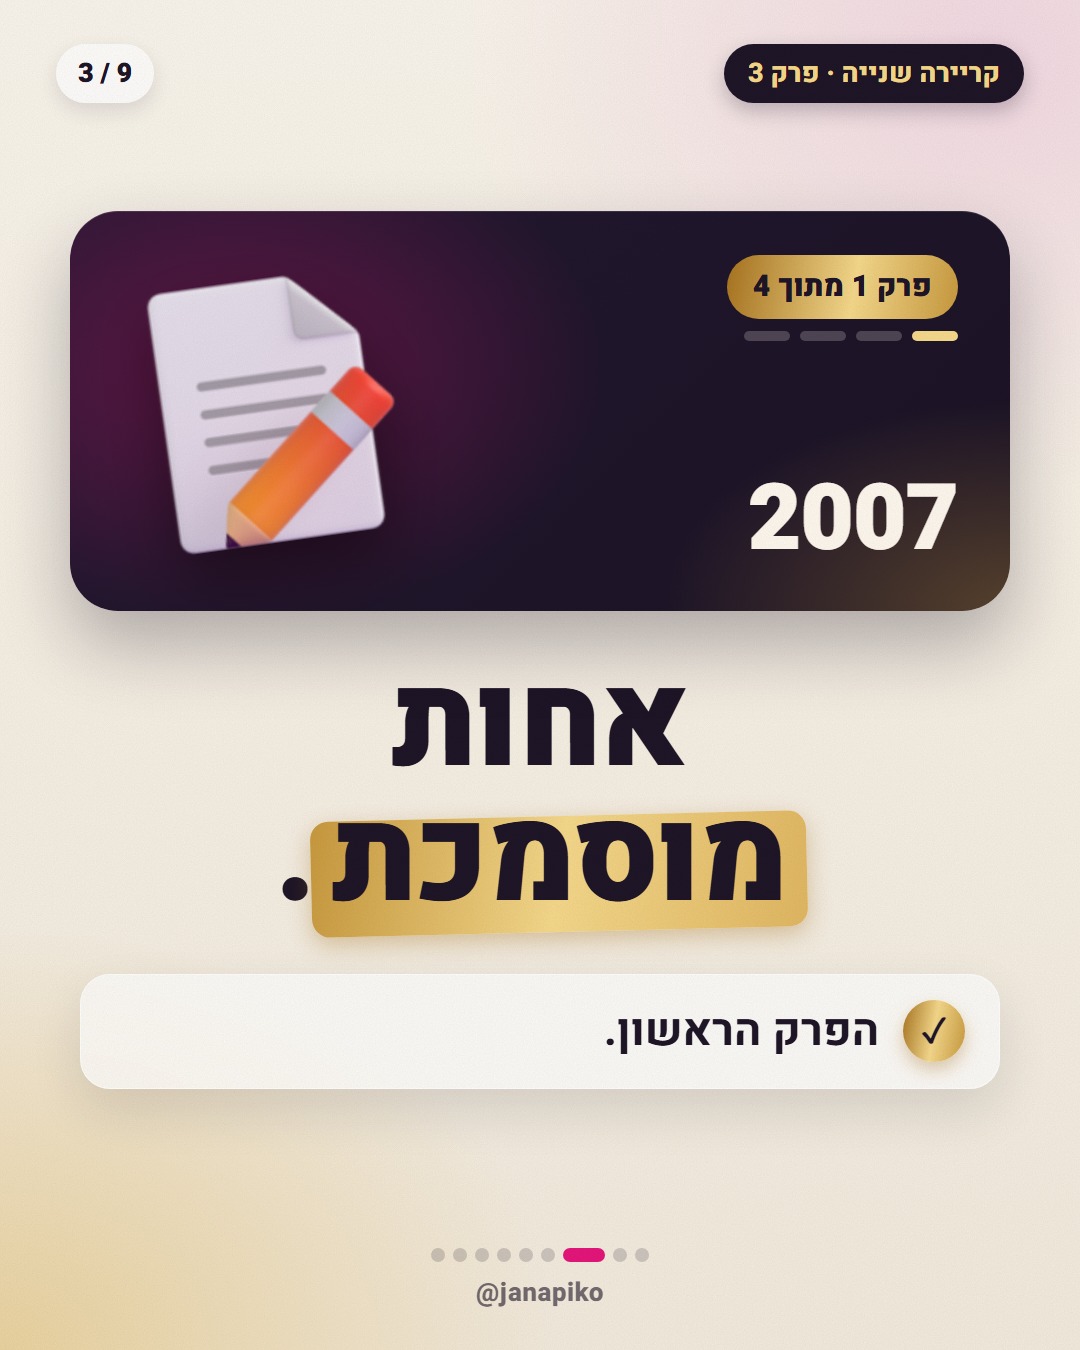 קריירה שנייה · פרק 3
3 / 9
פרק 1 מתוך 4
2007
אחות
מוסמכת.
✓ הפרק הראשון.
@janapiko